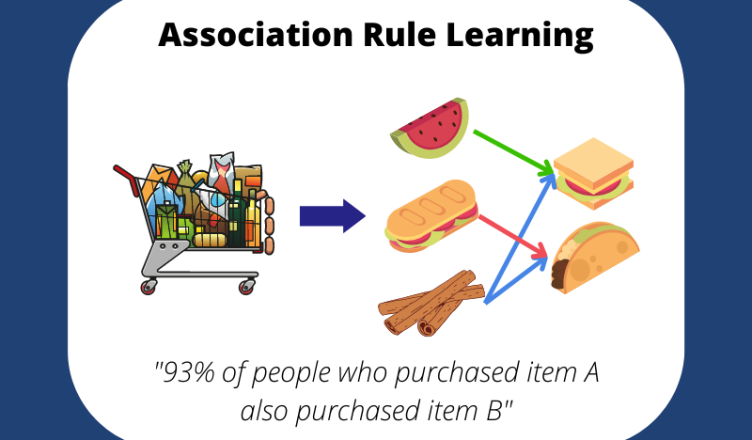 Association Rule Learning
"93% of people who purchased item A
also purchased item B"